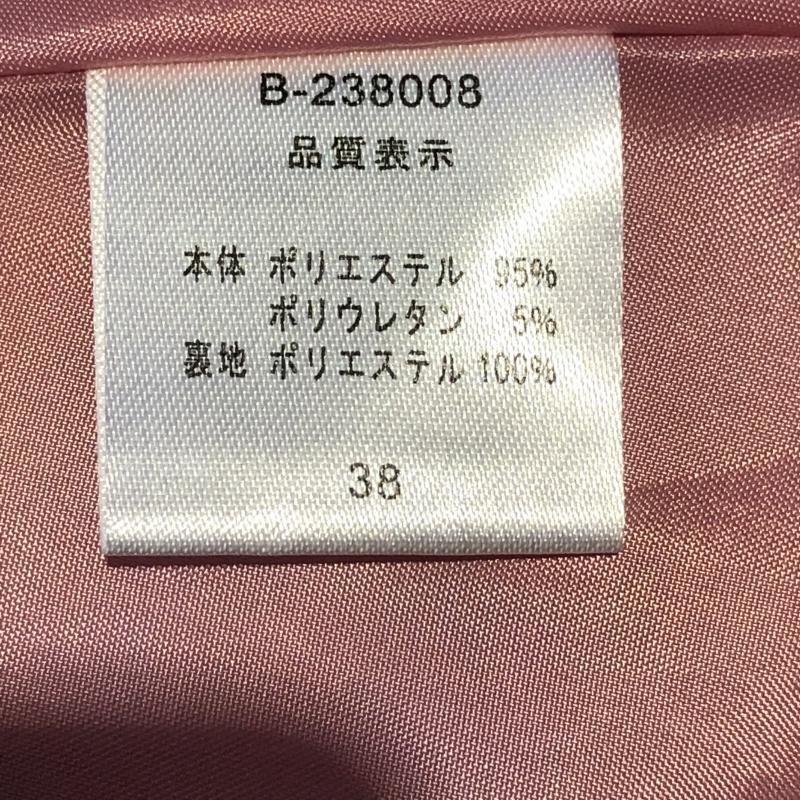 B-238008
品質表示
本体 ポリエステル 95%
ポリウレタン 5%
裏地 ポリエステル 100%
38